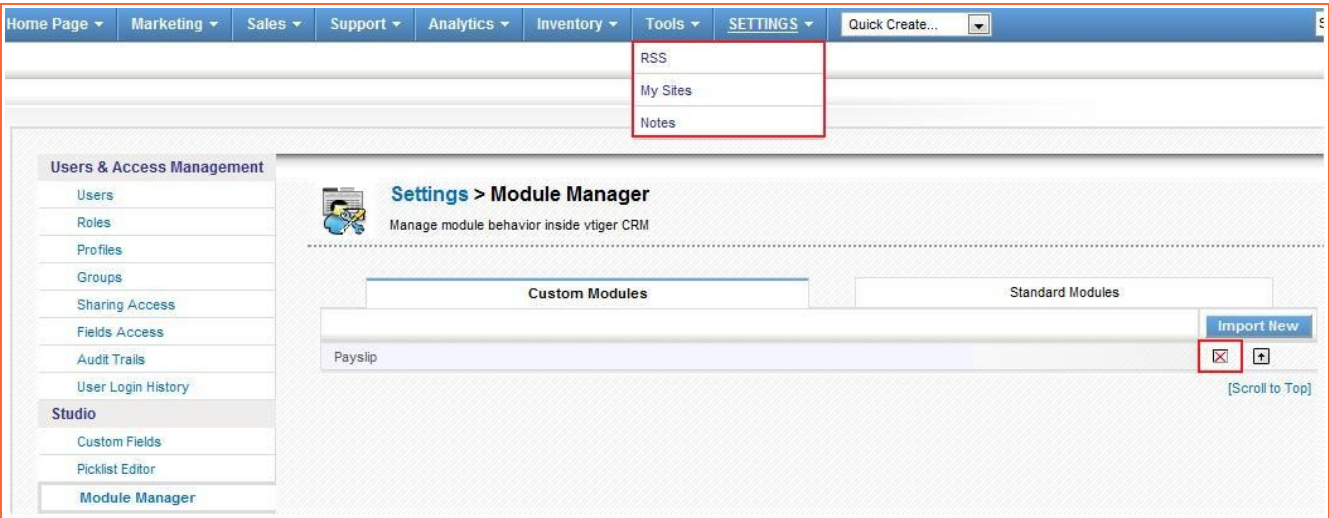 Home Page Marketing Sales Support Analytics Inventory Tools SETTINGS Quick Create...
RSS
My Sites
Notes
Users & Access Management
Users
Roles
Profiles
Groups
Sharing Access
Fields Access
Audit Trails
User Login History
Studio
Custom Fields
Picklist Editor
Module Manager
Settings > Module Manager
Manage module behavior inside vtiger CRM
Custom Modules Standard Modules
Import New
Payslip
[Scroll to Top]